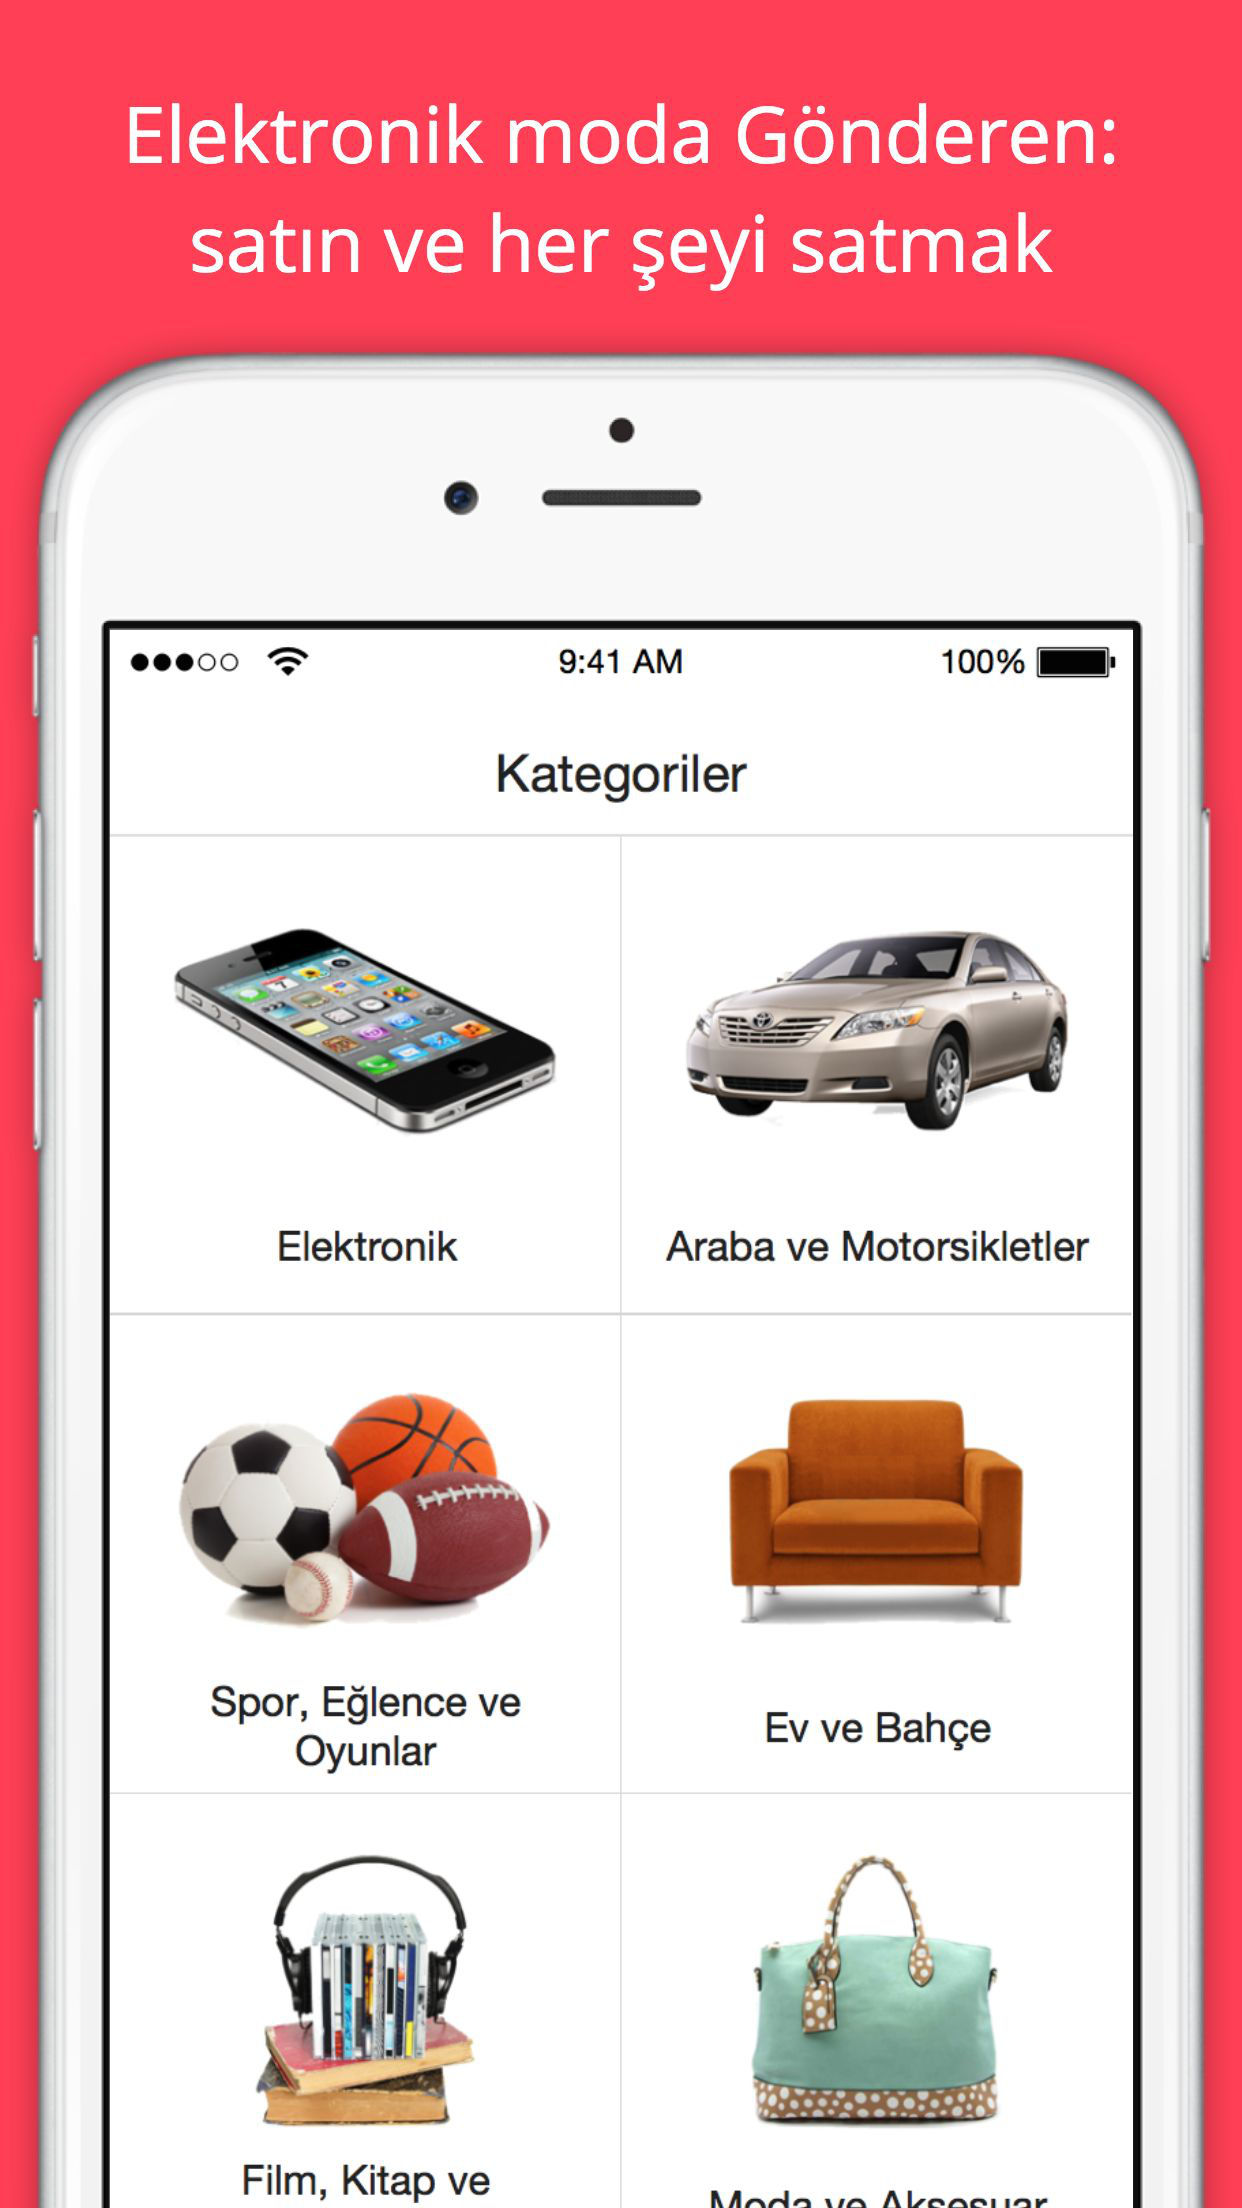 Elektronik moda Gönderen:
satın ve her şeyi satmak
9:41 AM
100%
Kategoriler
Elektronik
Araba ve Motorsikletler
Spor, Eğlence ve
Oyunlar
Ev ve Bahçe
Film, Kitap ve
Moda ve Aksesuar